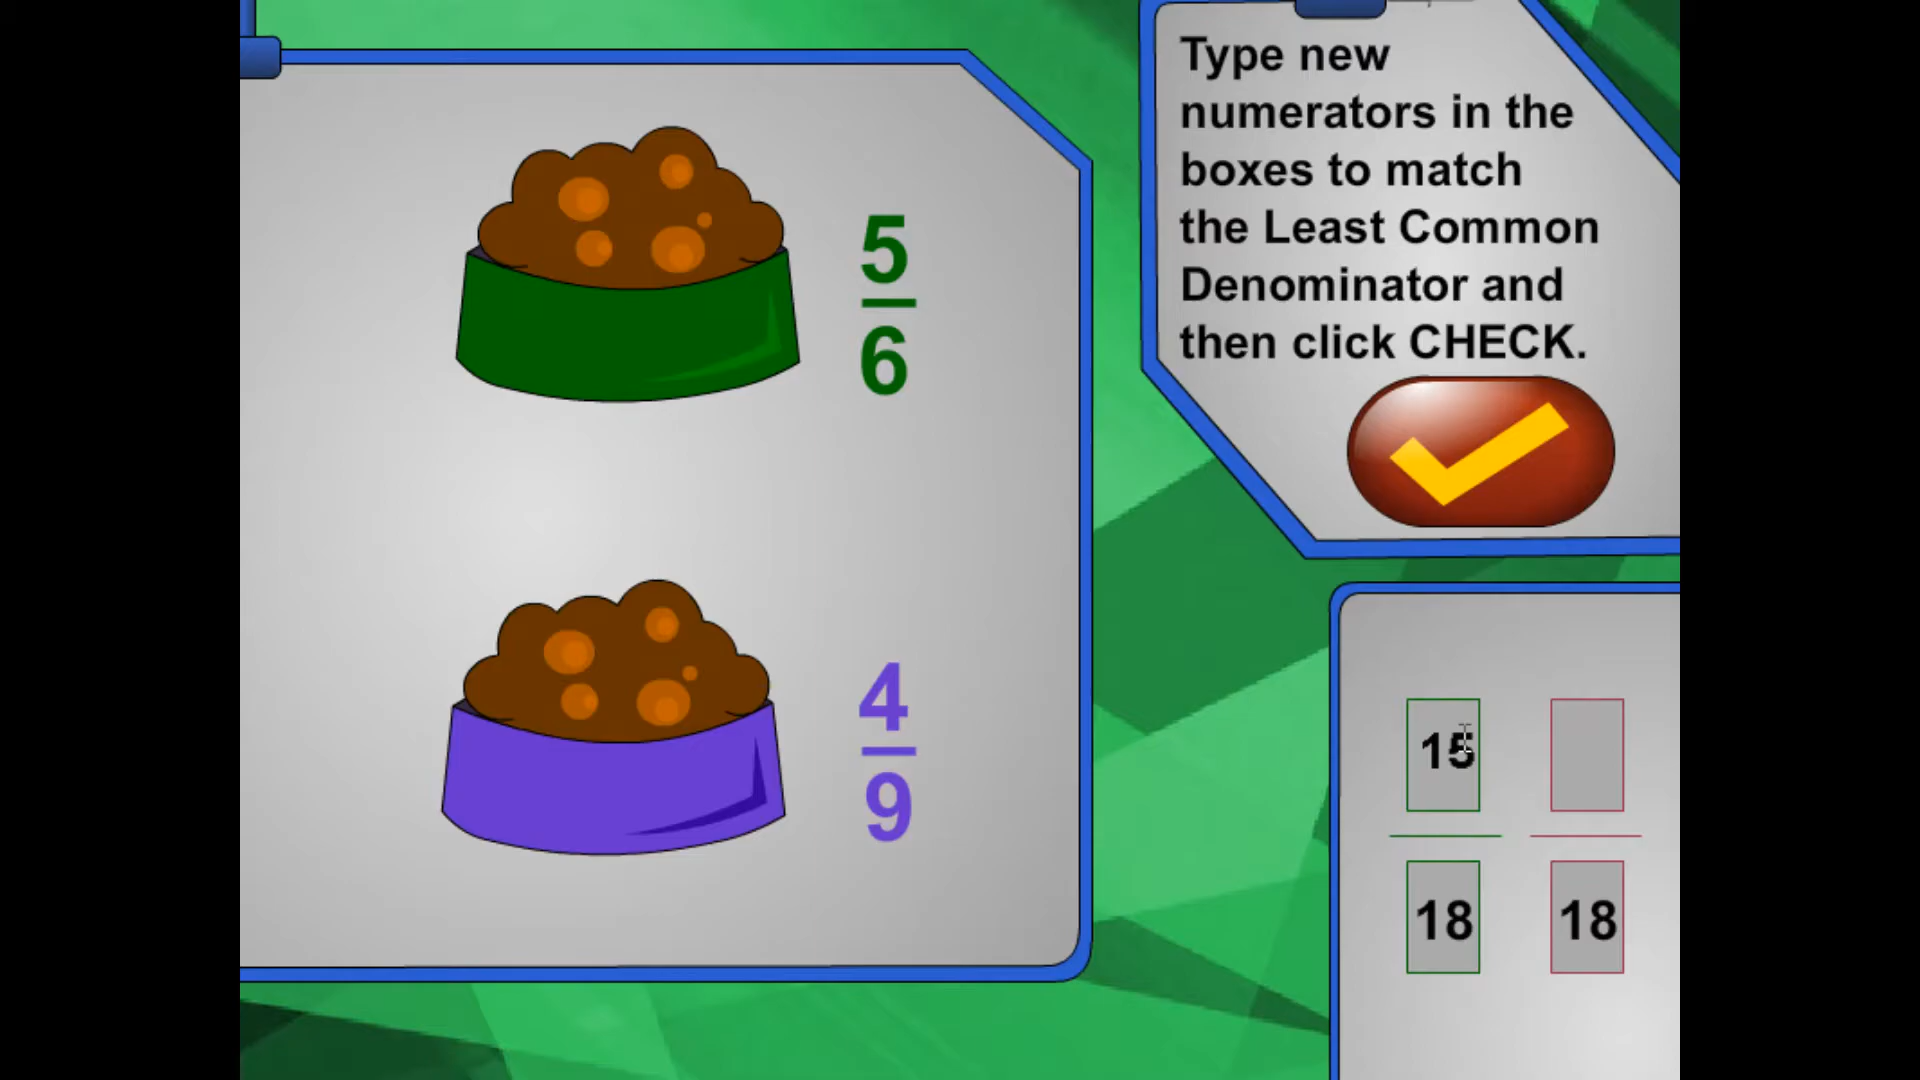 Type new
numerators in the
boxes to match
the Least Common
Denominator and
then click CHECK.
5
6
4
9
15
18 18